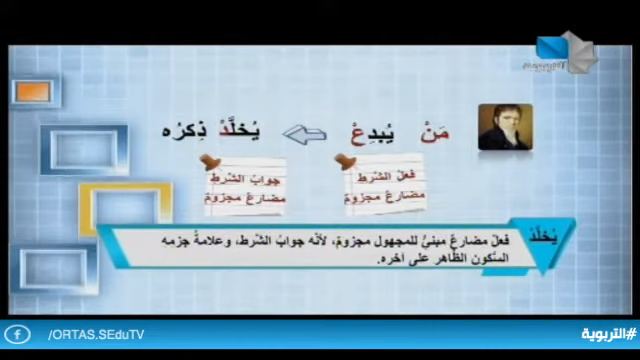 مَنْ يُبدِعْ يُخلَّدْ ذِكرُه
فعلُ الشّرطِ
مضارعٌ مجزومٌ
جوابُ الشّرطِ
مضارعٌ مجزومٌ
يُخلَّدْ
فعلٌ مضارعٌ مبنيٌّ للمجهول مجزومٌ، لأنه جوابُ الشّرط، وعلامةُ جزمه
السّكون الظّاهر على آخره.
/ORTAS.SEduTV
#التربوية